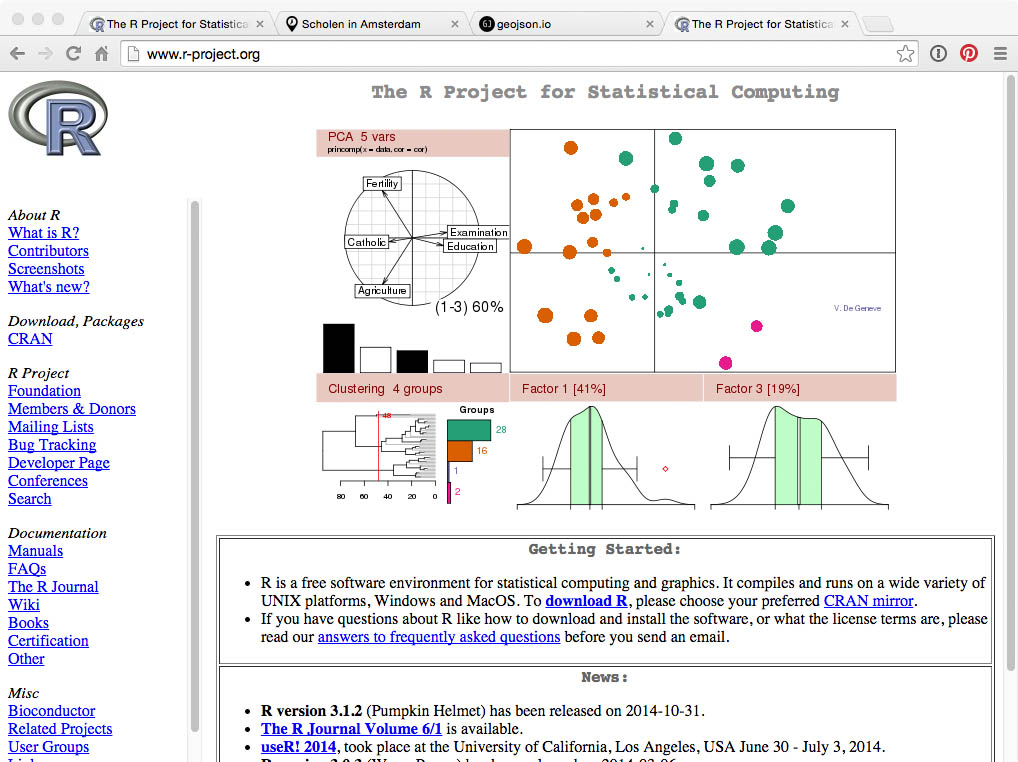 The R Project for Statistica
Scholen in Amsterdam
geojson.io
The R Project for Statistica
www.r-project.org
R
About R
What is R?
Contributors
Screenshots
What's new?
Download, Packages
CRAN
R Project
Foundation
Members & Donors
Mailing Lists
Bug Tracking
Developer Page
Conferences
Search
Documentation
Manuals
FAQs
The R Journal
Wiki
Books
Certification
Other
Misc
Bioconductor
Related Projects
User Groups
The R Project for Statistical Computing
PCA 5 vars
princomp(x = data, cor = cor)
Fertility
Examination
Catholic
Education
Agriculture
(1-3) 60%
V. De Geneve
Clustering 4 groups
Factor 1 [41%]
Factor 3 [19%]
Groups
48
28
16
1
2
80 60 40 20 0
Getting Started:
• R is a free software environment for statistical computing and graphics. It compiles and runs on a wide variety of
UNIX platforms, Windows and MacOS. To download R, please choose your preferred CRAN mirror.
• If you have questions about R like how to download and install the software, or what the license terms are, please
read our answers to frequently asked questions before you send an email.
News:
• R version 3.1.2 (Pumpkin Helmet) has been released on 2014-10-31.
• The R Journal Volume 6/1 is available.
• useR! 2014, took place at the University of California, Los Angeles, USA June 30 - July 3, 2014.